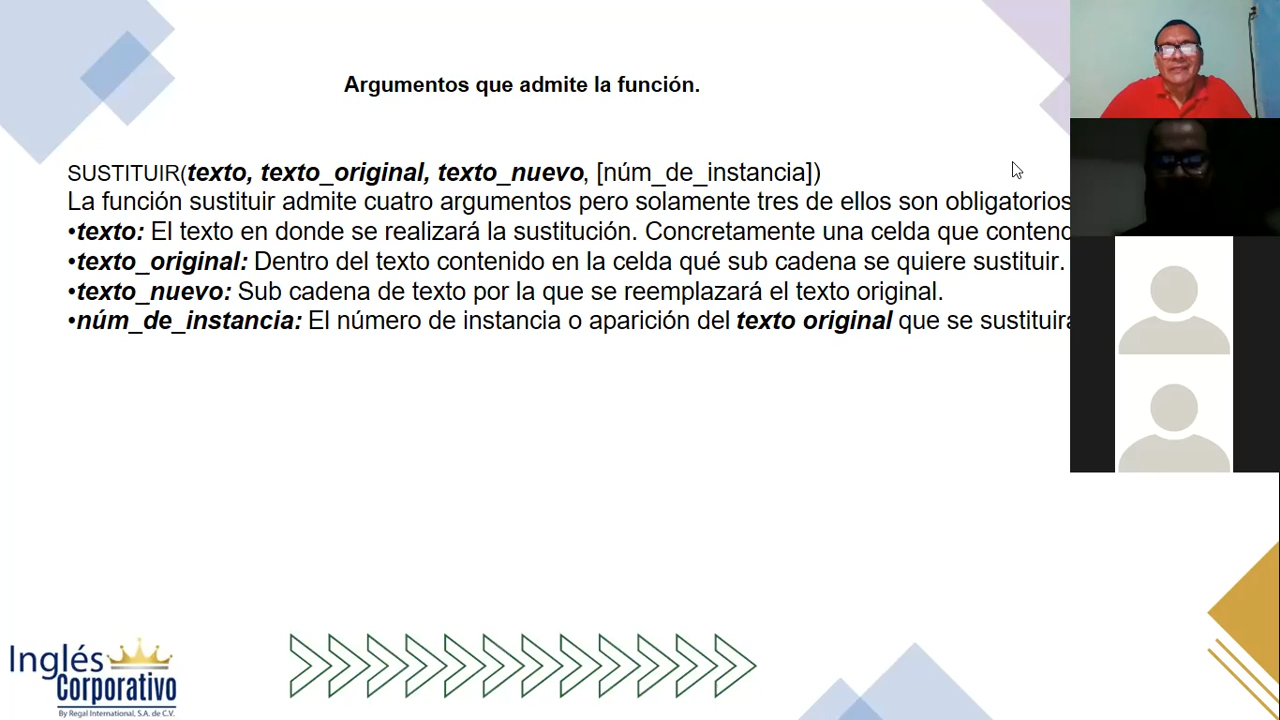 Argumentos que admite la función.
SUSTITUIR(texto, texto_original, texto_nuevo, [núm_de_instancia])
La función sustituir admite cuatro argumentos pero solamente tres de ellos son obligatorios
•texto: El texto en donde se realizará la sustitución. Concretamente una celda que
•texto_original: Dentro del texto contenido en la celda qué sub cadena se quiere sustituir.
•texto_nuevo: Sub cadena de texto por la que se reemplazará el texto original.
•núm_de_instancia: El número de instancia o aparición del texto original que se sustituirá
Inglés
Corporativo
By Regal International, S.A. de C.V.